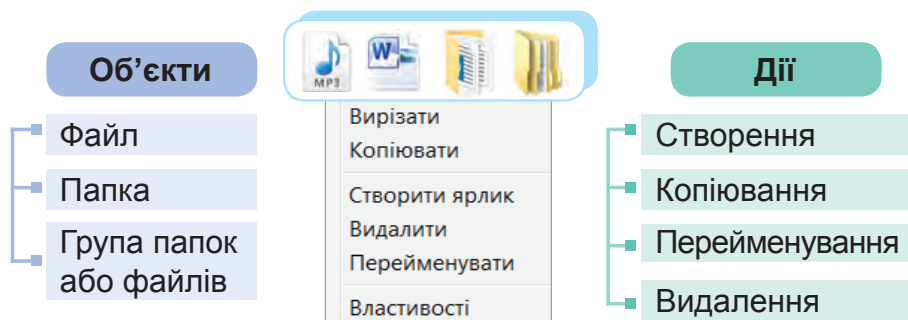 Об’єкти
Файл
Папка
Група папок
або файлів
MP3
W
Вирізати
Копіювати
Створити ярлик
Видалити
Перейменувати
Властивості
Дії
Створення
Копіювання
Перейменування
Видалення